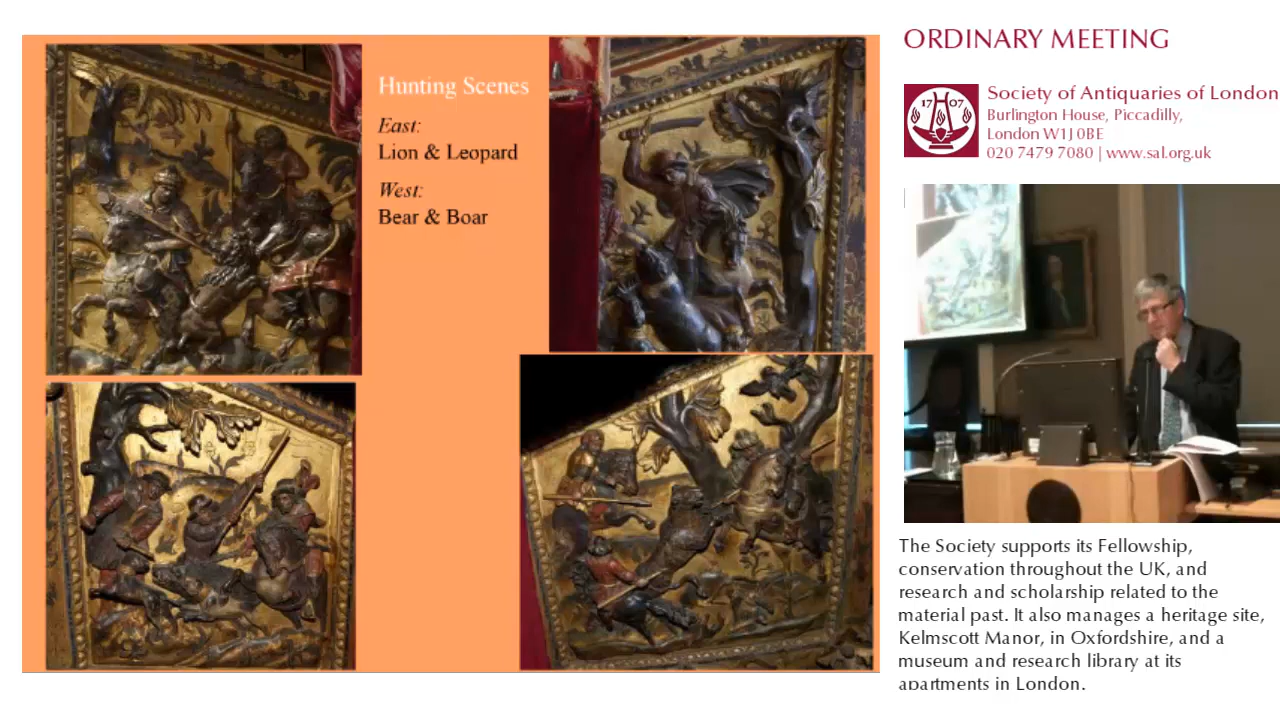 Hunting Scenes
East:
Lion & Leopard
West:
Bear & Boar
ORDINARY MEETING
1707
Society of Antiquaries of London
Burlington House, Piccadilly,
London W1J 0BE
020 7479 7080 | www.sal.org.uk
The Society supports its Fellowship,
conservation throughout the UK, and
research and scholarship related to the
material past. It also manages a heritage site,
Kelmscott Manor, in Oxfordshire, and a
museum and research library at its
apartments in London.